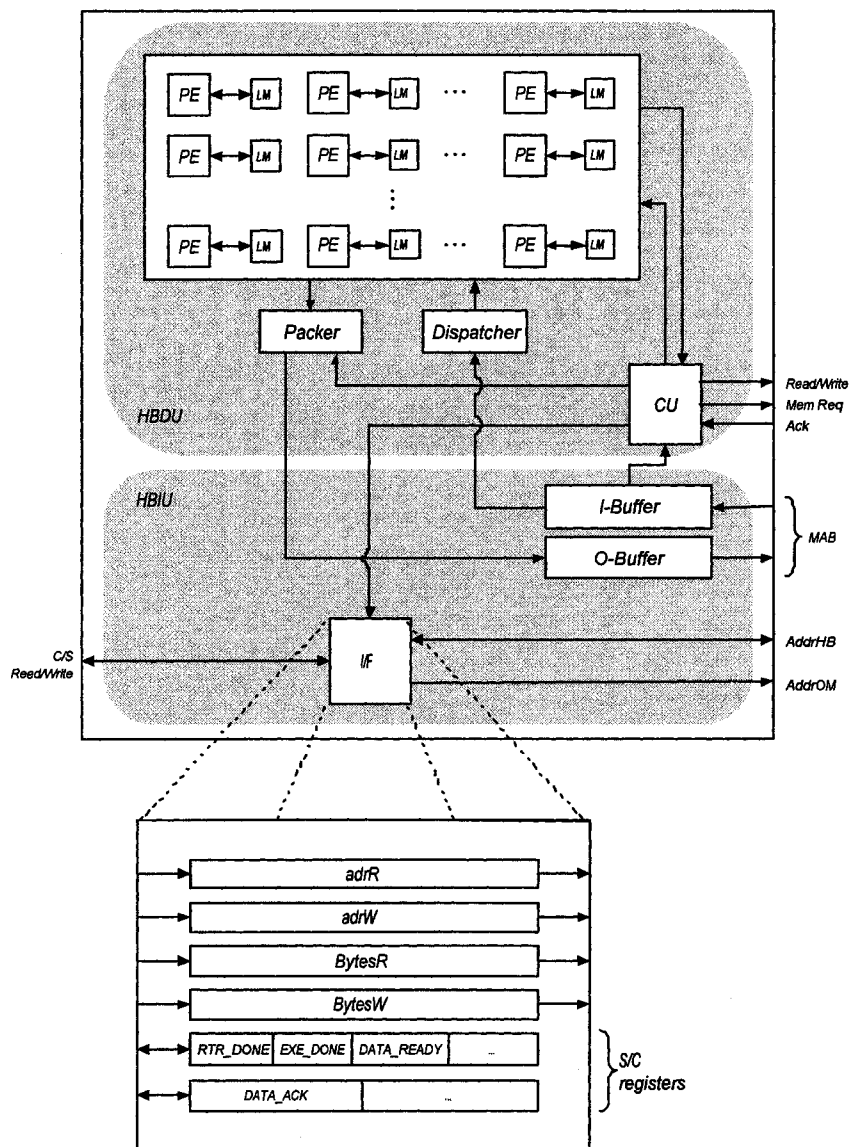 PE LM PE LM ... PE LM
PE LM PE LM ... PE LM
...
PE LM PE LM ... PE LM
Packer Dispatcher
CU
Read/Write
Mem Req
Ack
HBDU
HBIU
I-Buffer
O-Buffer
MAB
I/F
C/S
Reed/Write
AddrHB
AddrOM
adrR
adrW
BytesR
BytesW
RTR_DONE EXE_DONE DATA_READY ...
DATA_ACK ...
S/C
registers